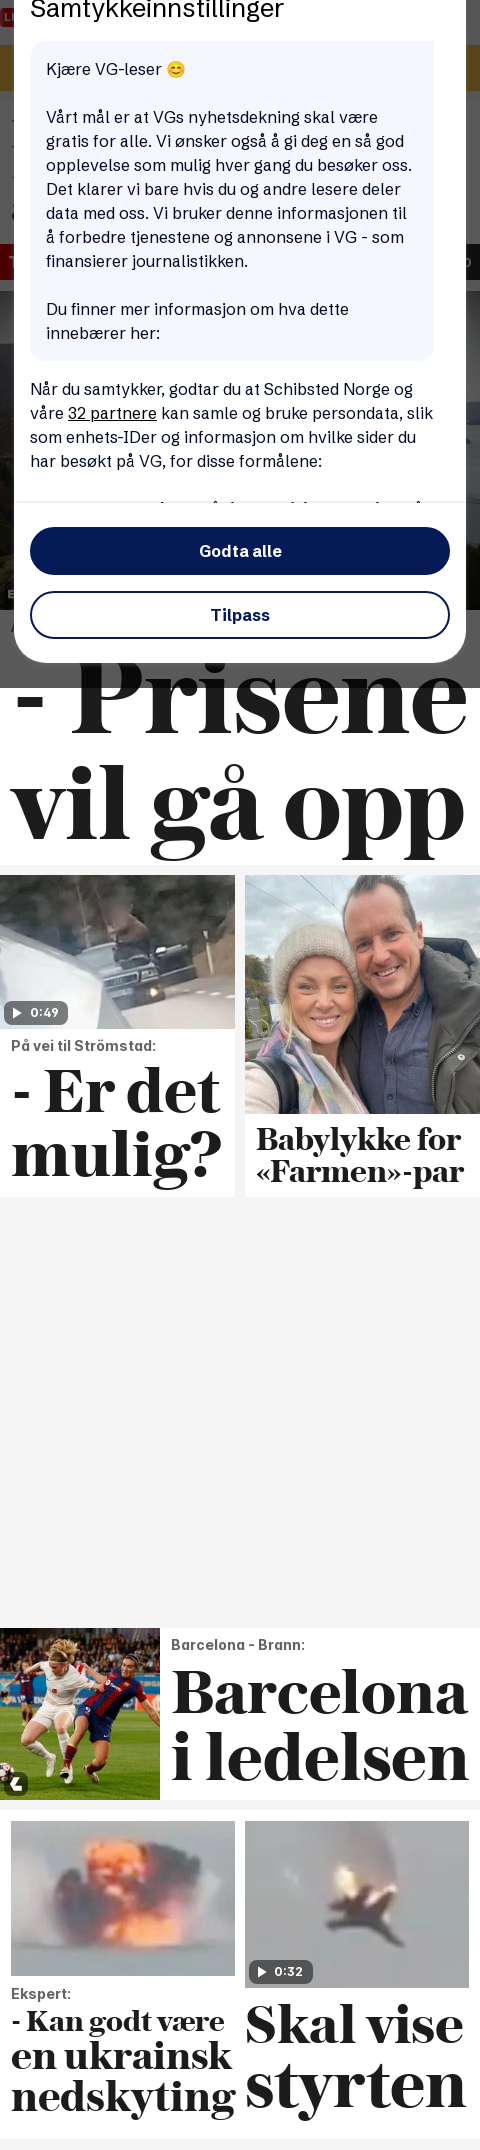 Samtykkeinnstillinger
Kjære VG-leser 😊
Vårt mål er at VGs nyhetsdekning skal være
gratis for alle. Vi ønsker også å gi deg en så god
opplevelse som mulig hver gang du besøker oss.
Det klarer vi bare hvis du og andre lesere deler
data med oss. Vi bruker denne informasjonen til
å forbedre tjenestene og annonsene i VG - som
finansierer journalistikken.
Du finner mer informasjon om hva dette
innebærer her:
Når du samtykker, godtar du at Schibsted Norge og
våre 32 partnere kan samle og bruke persondata, slik
som enhets-IDer og informasjon om hvilke sider du
har besøkt på VG, for disse formålene:
Godta alle
Tilpass
- Prisene
vil gå opp
0:49
På vei til Strömstad:
- Er det
mulig?
Babylykke for
«Farmen»-par
Barcelona - Brann:
Barcelona
i ledelsen
Ekspert:
- Kan godt være
en ukrainsk
nedskyting
0:32
Skal vise
styrten